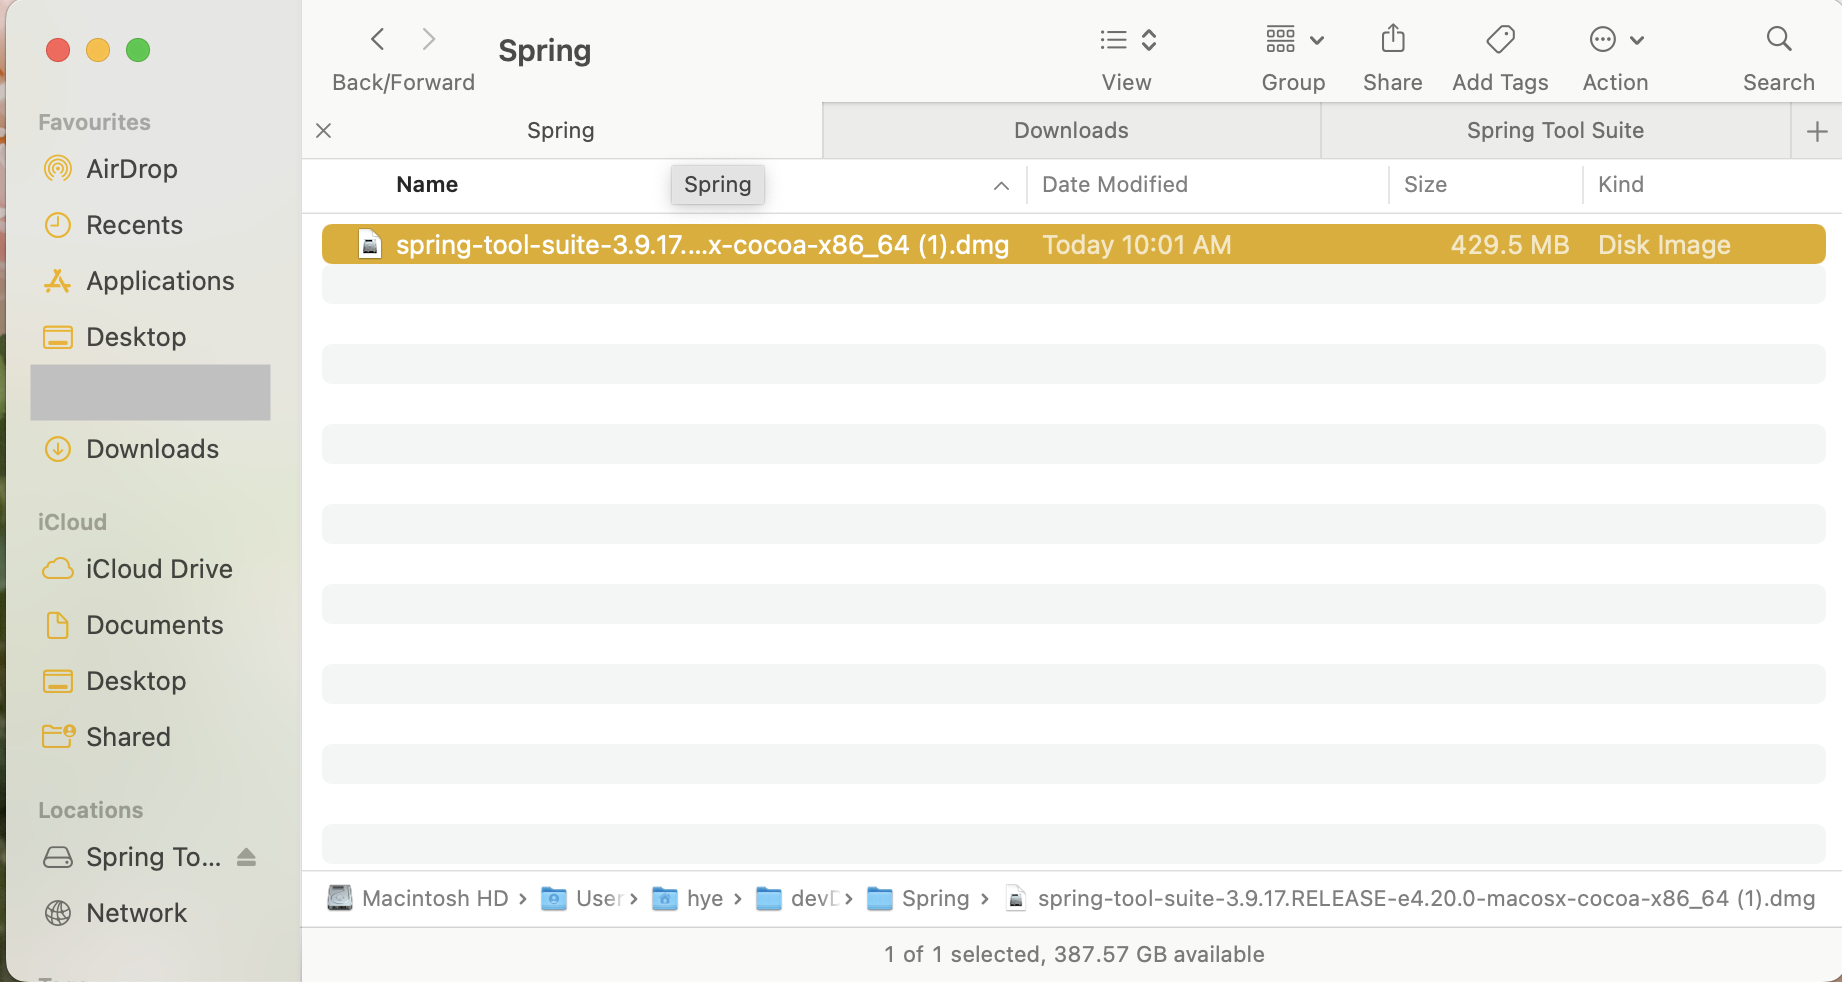 Spring
Back/Forward
View
Group
Share
Add Tags
Action
Search
Favourites
AirDrop
Recents
Applications
Desktop
Downloads
iCloud
iCloud Drive
Documents
Desktop
Shared
Locations
Spring To...
Network
Spring
Downloads
Spring Tool Suite
Name
Spring
Date Modified
Size
Kind
spring-tool-suite-3.9.17....x-cocoa-x86_64 (1).dmg
Today 10:01 AM
429.5 MB
Disk Image
Macintosh HD › User › hye › devD › Spring › spring-tool-suite-3.9.17.RELEASE-e4.20.0-macosx-cocoa-x86_64 (1).dmg
1 of 1 selected, 387.57 GB available